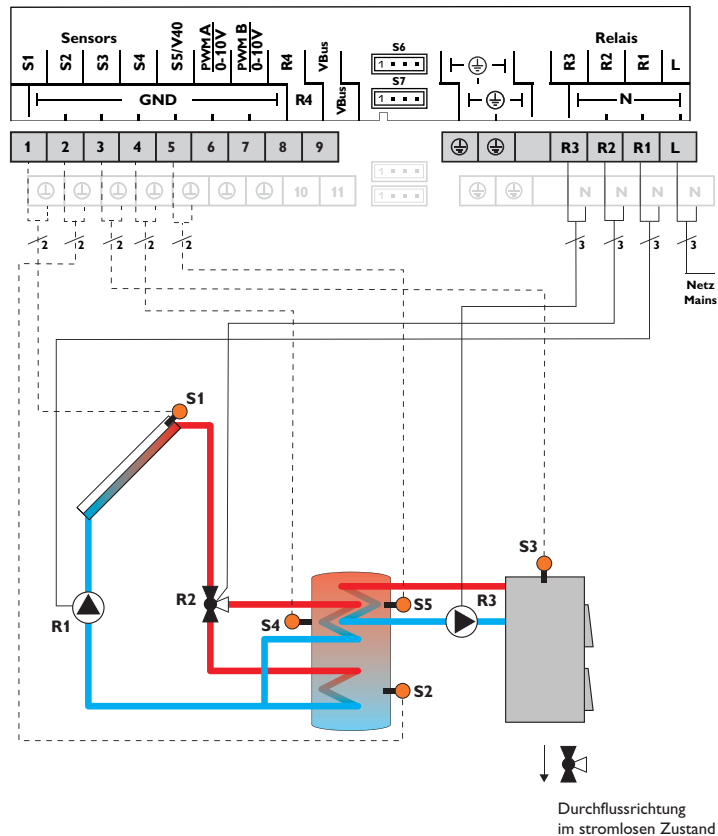 Sensors
Relais
S1 S2 S3 S4 S5/V40 PWM A 0-10V PWM B 0-10V R4 VBus S6 R3 R2 R1 L
1
S7
1
GND R4 VBus N
1 2 3 4 5 6 7 8 9 R3 R2 R1 L
10 11 N N N N
2 2 2 2 2 3 3 3 3
Netz
Mains
S1
S3
R2 S5 R3
R1 S4
S2
Durchflussrichtung
im stromlosen Zustand